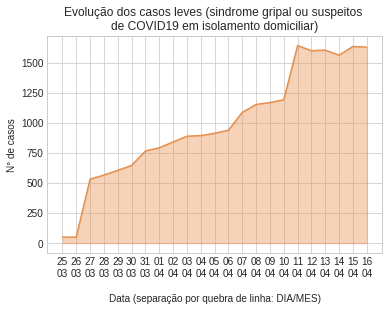 Evolução dos casos leves (sindrome gripal ou suspeitos
de COVID19 em isolamento domiciliar)
N° de casos
1500
1250
1000
750
500
250
0
25 26 27 28 29 30 31 01 02 03 04 05 06 07 08 09 10 11 12 13 14 15 16
03 03 03 03 03 03 03 04 04 04 04 04 04 04 04 04 04 04 04 04 04 04 04
Data (separação por quebra de linha: DIA/MES)